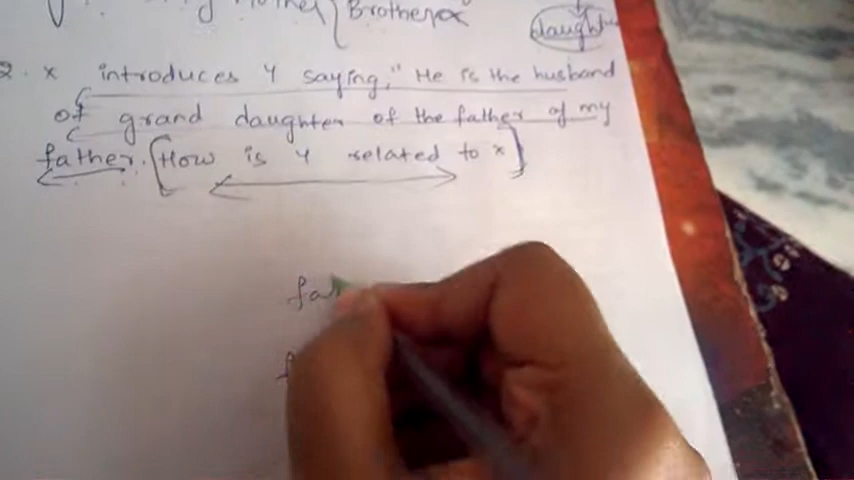 Brother
daughter
2. x introduces Y saying," He is the husband
of grand daughter of the father of my
father. [How is Y related to x]
fa
f